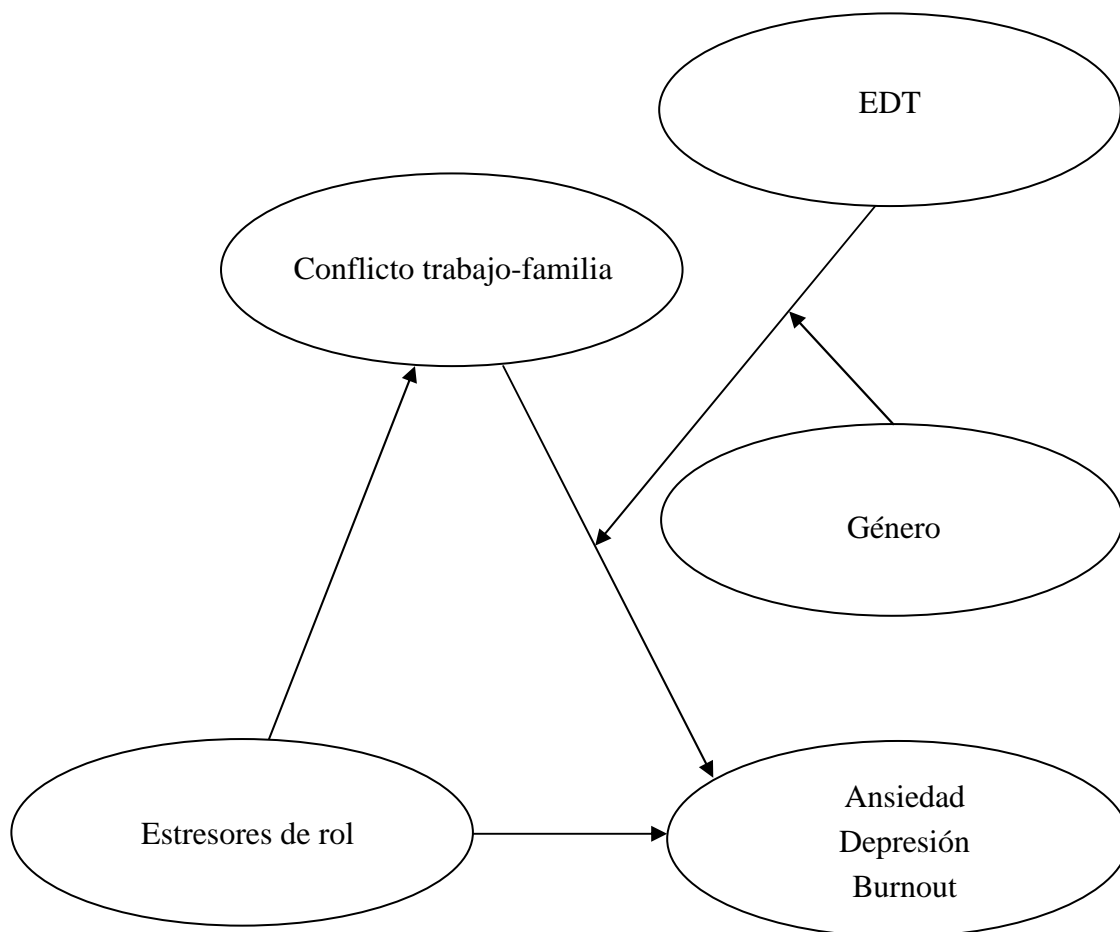 EDT
Conflicto trabajo-familia
Género
Estresores de rol
Ansiedad
Depresión
Burnout